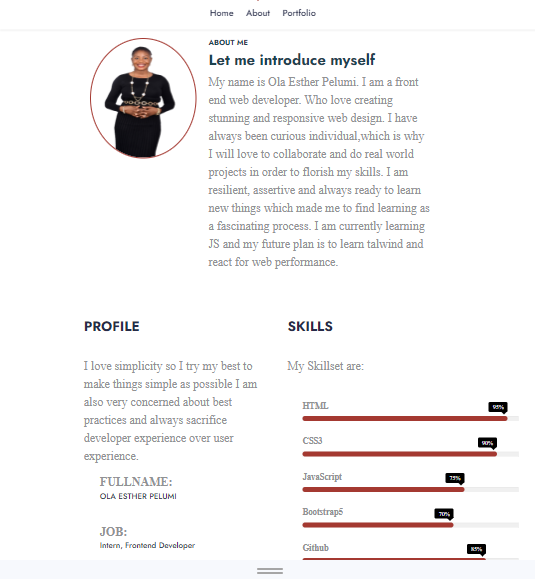 Home About Portfolio
ABOUT ME
Let me introduce myself
My name is Ola Esther Pelumi. I am a front
end web developer. Who love creating
stunning and responsive web design. I have
always been curious individual,which is why
I will love to collaborate and do real world
projects in order to florish my skills. I am
resilient, assertive and always ready to learn
new things which made me to find learning as
a fascinating process. I am currently learning
JS and my future plan is to learn talwind and
react for web performance.
PROFILE
I love simplicity so I try my best to
make things simple as possible I am
also very concerned about best
practices and always sacrifice
developer experience over user
experience.
FULLNAME:
OLA ESTHER PELUMI
JOB:
Intern, Frontend Developer
SKILLS
My Skillset are:
HTML 95%
CSS3 90%
JavaScript 75%
Bootstrap5 70%
Github 85%